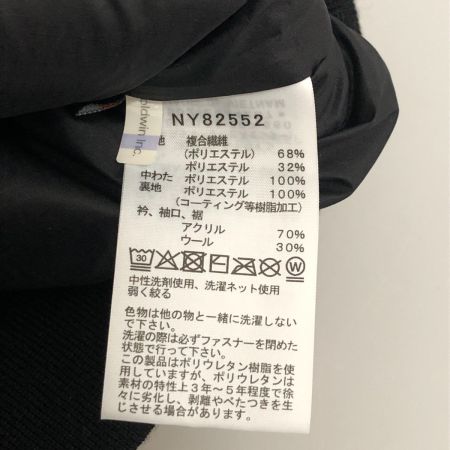 NY82552
oldwin Inc.
地 複合繊維
(ポリエステル) 68%
ポリエステル 32%
中わた ポリエステル 100%
裏地 ポリエステル 100%
(コーティング等樹脂加工)
衿、袖口、裾
アクリル 70%
ウール 30%
30 W
中性洗剤使用、洗濯ネット使用
弱く絞る
色物は他の物と一緒に洗濯しない
で下さい。
洗濯の際は必ずファスナーを閉めた
状態で行って下さい。
この製品はポリウレタン樹脂を使
用していますが、ポリウレタンは
素材の特性上3年～5年程度で徐
々に劣化し、剥離やべたつきを生
じさせる場合があります。